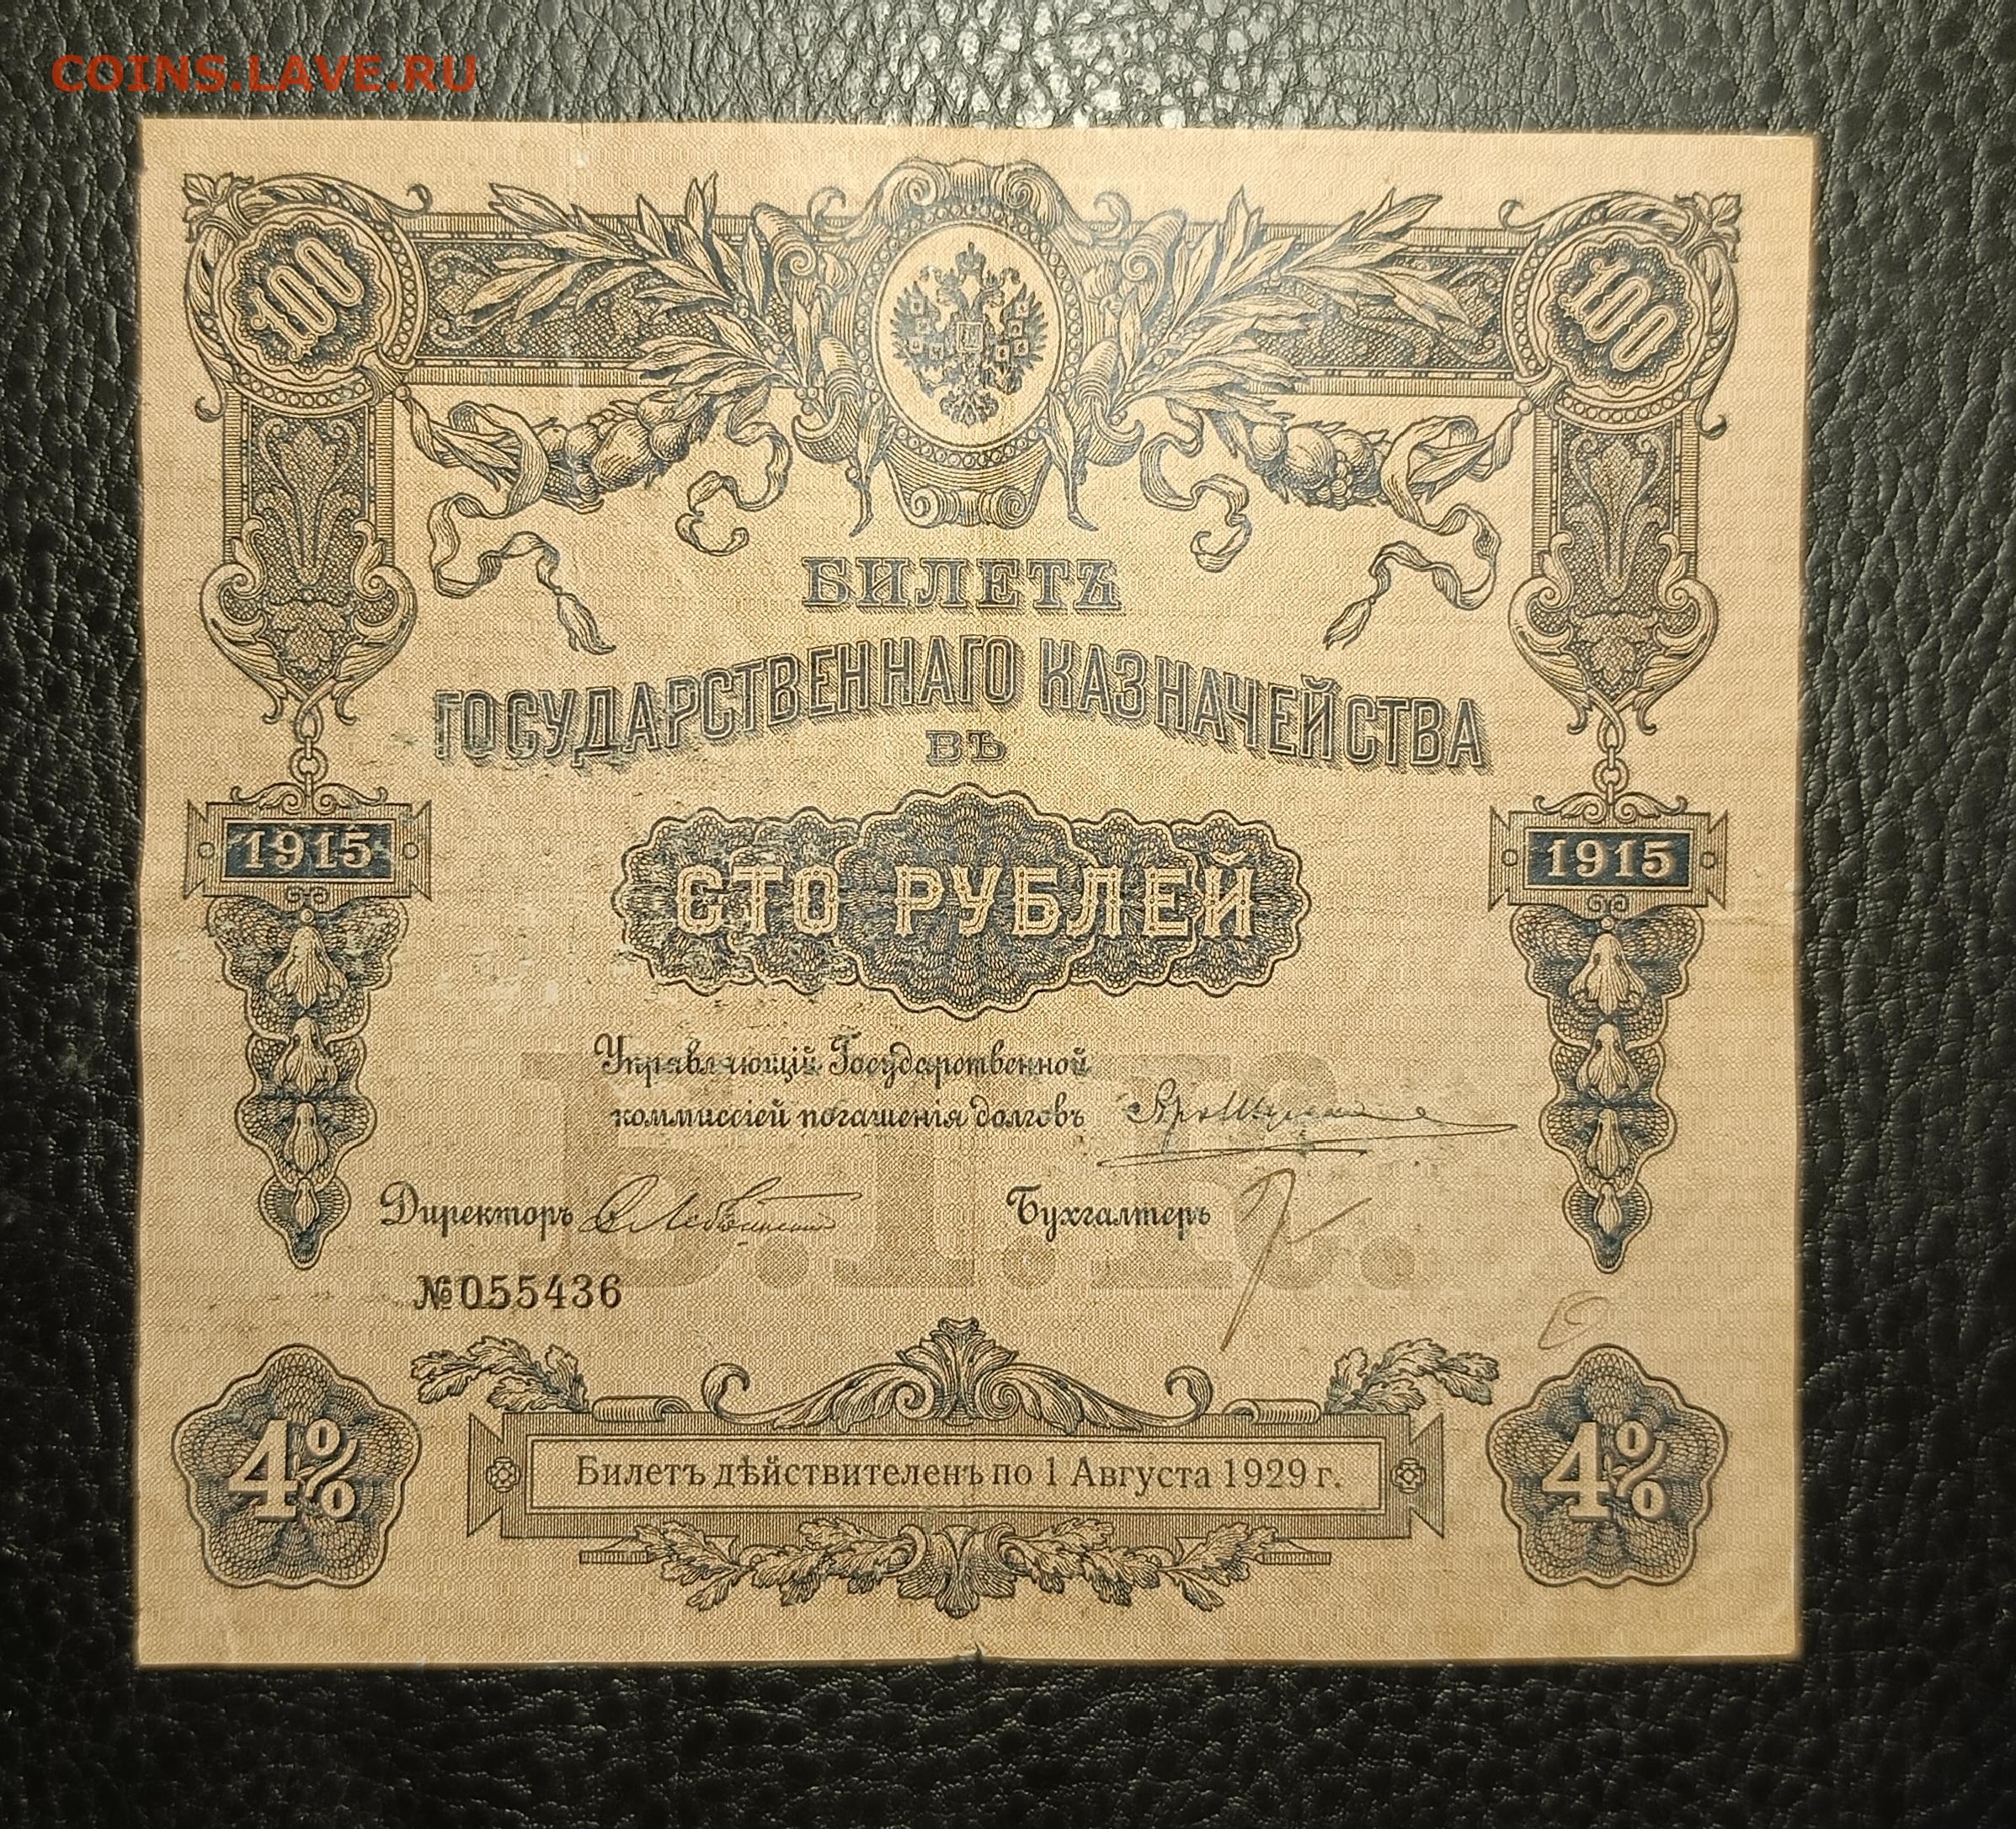 COINS.LAVE.RU
100 100
БИЛЕТЪ
ГОСУДАРСТВЕННАГО КАЗНАЧЕЙСТВА
ВЪ
1915 1915
СТО РУБЛЕЙ
Управляющій Государственной
коммиссіей погашенія долговъ
Директоръ Бухгалтеръ
Б.Г.К.
№055436
4% 4%
Билетъ дѣйствителенъ по 1 Августа 1929 г.